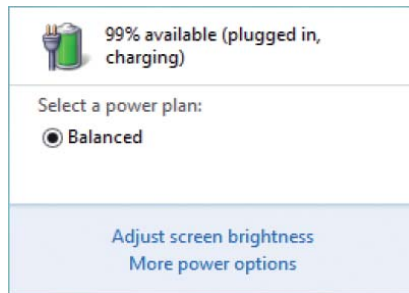 99% available (plugged in,
charging)
Select a power plan:
Balanced
Adjust screen brightness
More power options